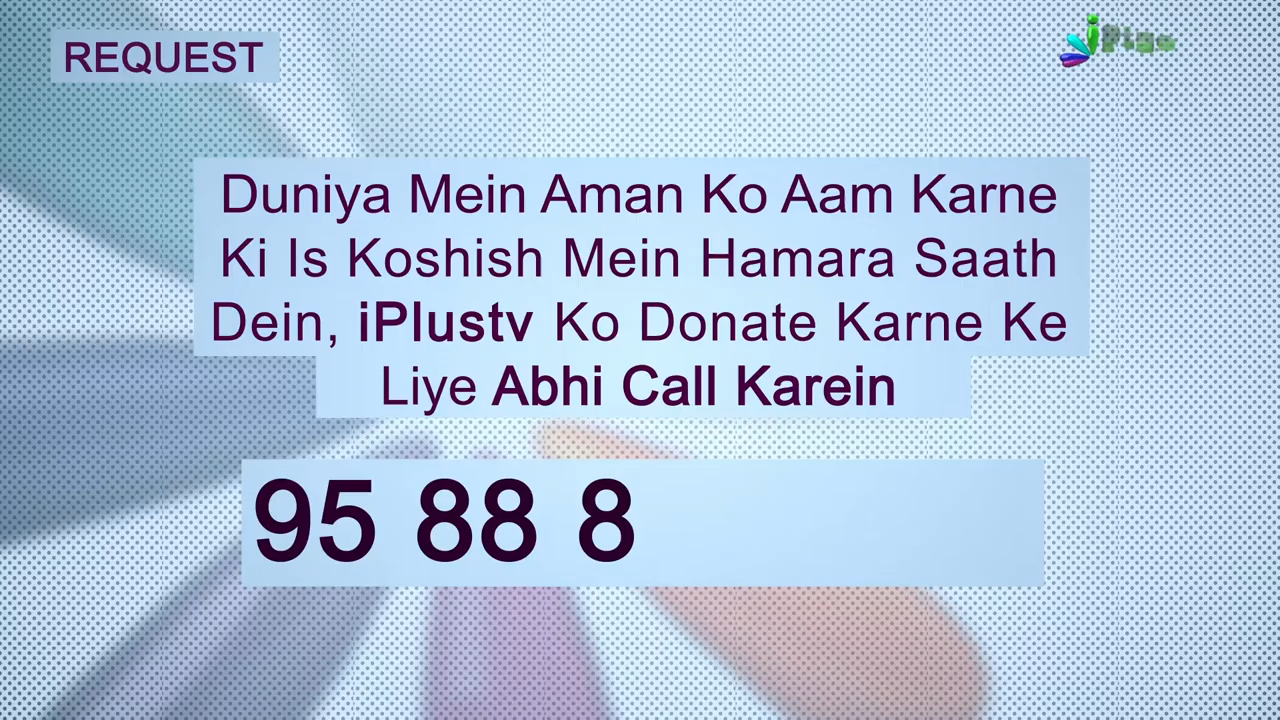 REQUEST
iPlus
Duniya Mein Aman Ko Aam Karne
Ki Is Koshish Mein Hamara Saath
Dein, iPlustv Ko Donate Karne Ke
Liye Abhi Call Karein
95 88 8